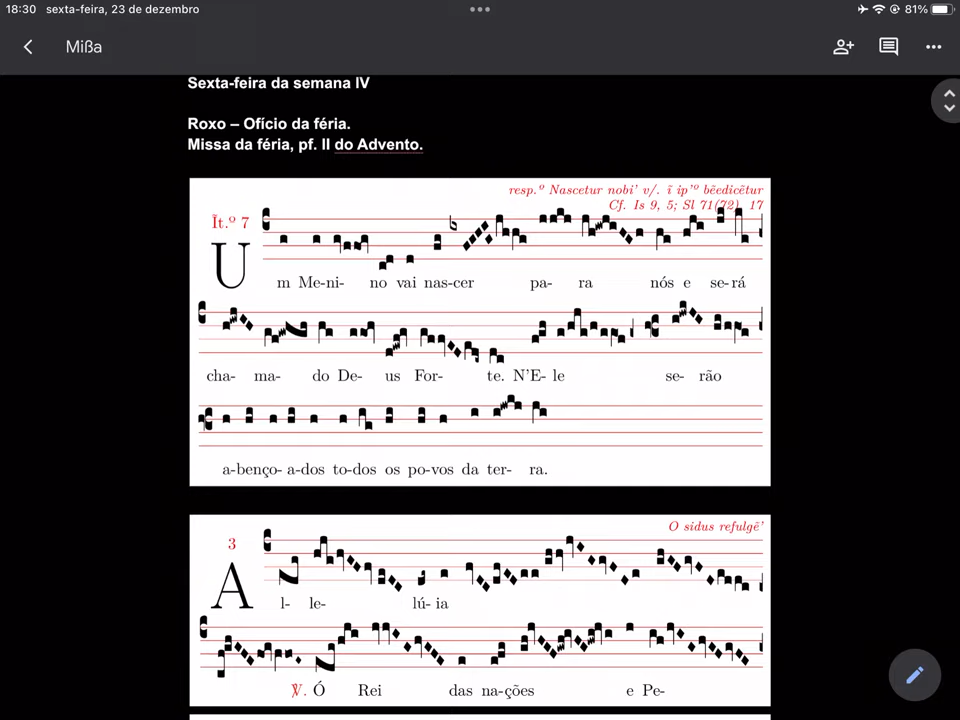 18:30 sexta-feira, 23 de dezembro
81%
Mißa
Sexta-feira da semana IV
Roxo – Ofício da féria.
Missa da féria, pf. II do Advento.
resp.º Nascetur nobi' v/. ĩ ip'º bẽedicẽtur
Cf. Is 9, 5; Sl 71(72) 17
Īt.º 7
U
m Me-ni- no vai nas-cer pa- ra nós e se-rá
cha- ma- do De- us For- te. N'E- le se- rão
a-benço- a-dos to-dos os po-vos da ter- ra.
O sidus refulgẽ'
3
A
l- le- lú- ia
℣. Ó Rei das na-ções e Pe-